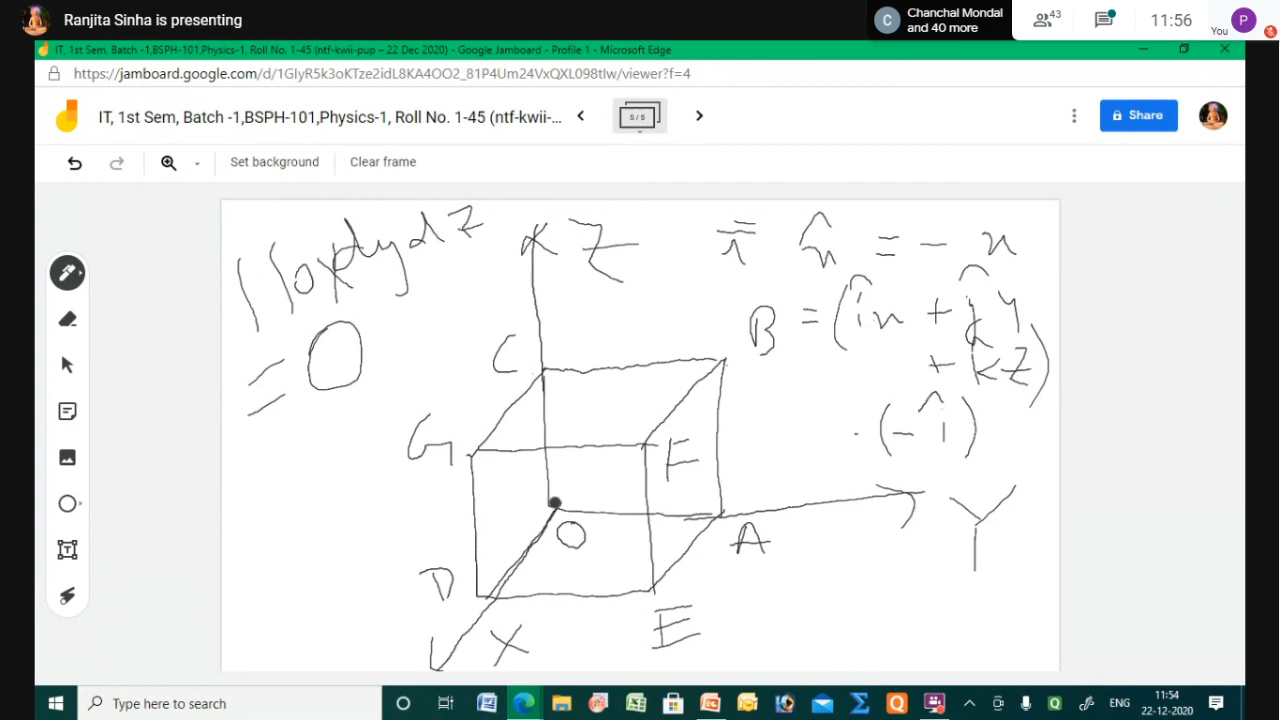 Ranjita Sinha is presenting
C Chanchal Mondal and 40 more
43
11:56
You
P
IT, 1st Sem, Batch -1,BSPH-101,Physics-1, Roll No. 1-45 (ntf-kwii-pup – 22 Dec 2020) - Google Jamboard - Profile 1 - Microsoft Edge
https://jamboard.google.com/d/1GIyR5k3oKTze2idL8KA4OO2_81P4Um24VxQXL098tIw/viewer?f=4
IT, 1st Sem, Batch -1,BSPH-101,Physics-1, Roll No. 1-45 (ntf-kwii-...
5 / 5
Share
Set background
Clear frame
Z
= 0
C
B = (î x + ĵ y
+ k Z)
. (- î)
G
F
O
A
Y
D
X
E
Type here to search
ENG
11:54
22-12-2020